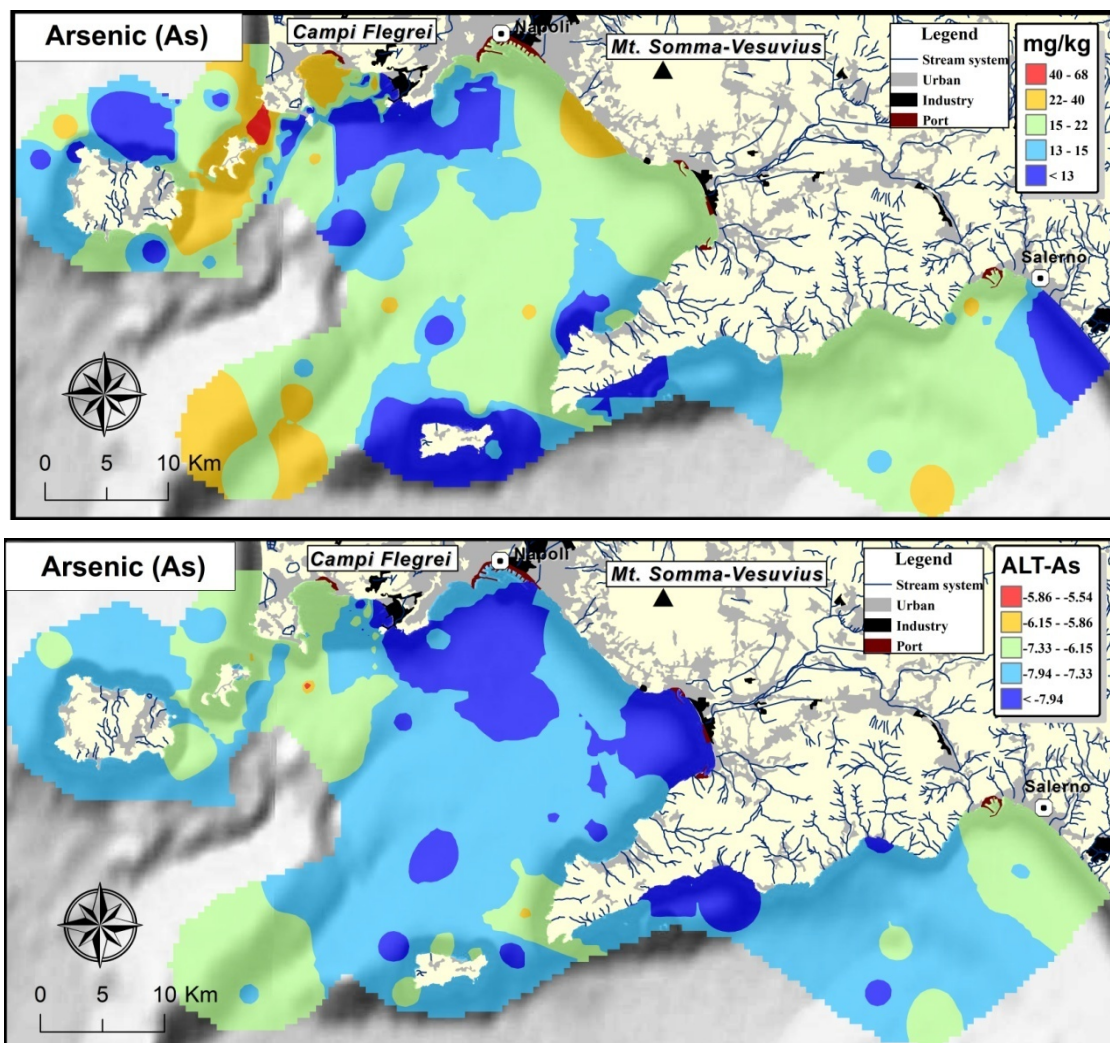 Arsenic (As)
Campi Flegrei
Napoli
Mt. Somma-Vesuvius
Legend
Stream system
Urban
Industry
Port
mg/kg
40 - 68
22 - 40
15 - 22
13 - 15
< 13
Salerno
0 5 10 Km
Arsenic (As)
Campi Flegrei
Napoli
Mt. Somma-Vesuvius
Legend
Stream system
Urban
Industry
Port
ALT-As
-5.86 - -5.54
-6.15 - -5.86
-7.33 - -6.15
-7.94 - -7.33
< -7.94
Salerno
0 5 10 Km